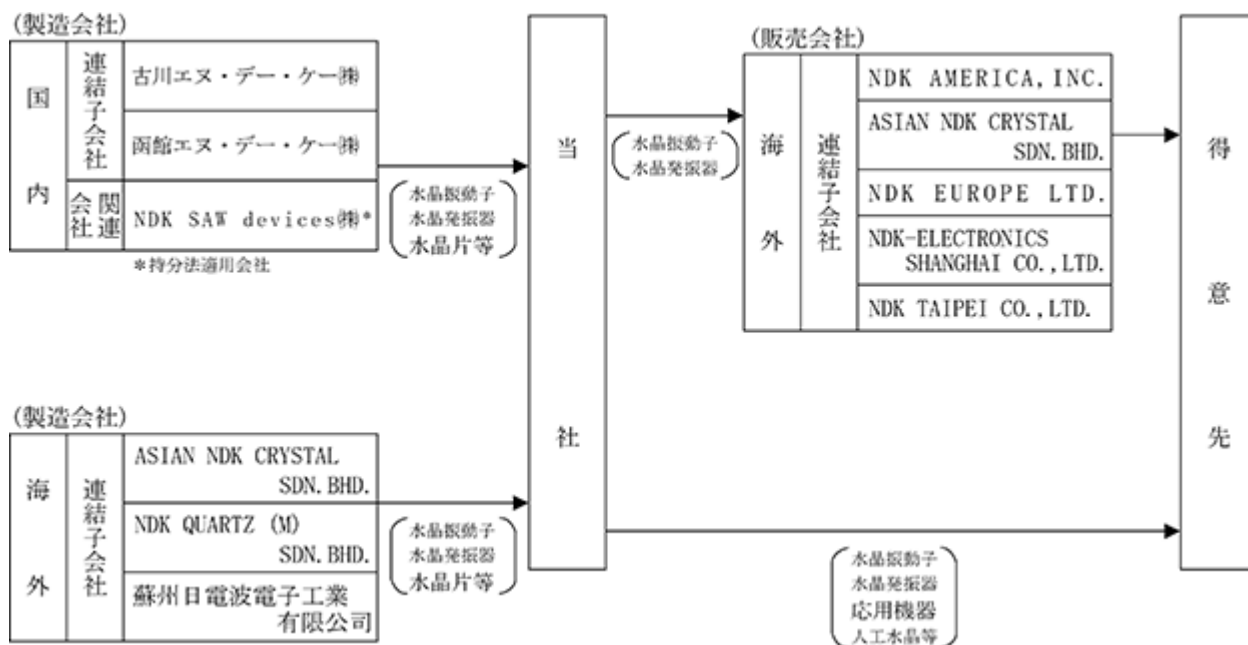 (製造会社)
国内
連結子会社
古川エヌ・デー・ケー㈱
函館エヌ・デー・ケー㈱
関連会社
NDK SAW devices㈱*
*持分法適用会社
水晶振動子
水晶発振器
水晶片等
(製造会社)
海外
連結子会社
ASIAN NDK CRYSTAL
SDN.BHD.
NDK QUARTZ (M)
SDN.BHD.
蘇州日電波電子工業
有限公司
水晶振動子
水晶発振器
水晶片等
当社
水晶振動子
水晶発振器
(販売会社)
海外
連結子会社
NDK AMERICA,INC.
ASIAN NDK CRYSTAL
SDN.BHD.
NDK EUROPE LTD.
NDK-ELECTRONICS
SHANGHAI CO.,LTD.
NDK TAIPEI CO.,LTD.
水晶振動子
水晶発振器
応用機器
人工水晶等
得意先